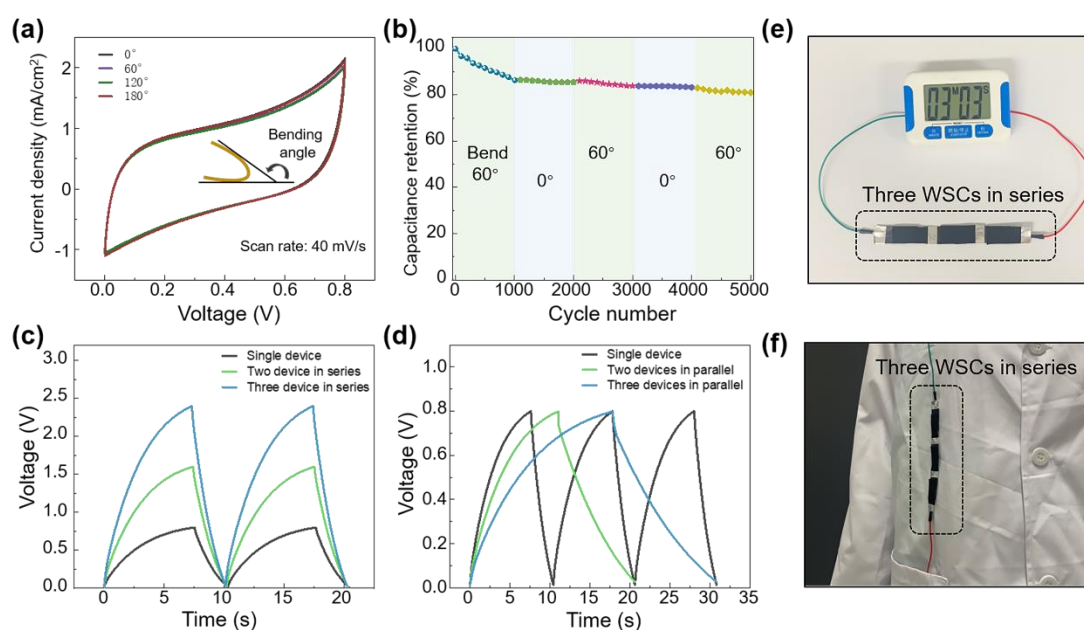 (a)
0°
60°
120°
180°
Bending
angle
Scan rate: 40 mV/s
Current density (mA/cm²)
2
1
0
-1
0.0 0.2 0.4 0.6 0.8
Voltage (V)
(b)
Capacitance retention (%)
100
80
60
40
20
0
Bend
60°
0°
60°
0°
60°
0 1000 2000 3000 4000 5000
Cycle number
(e)
03 M 03 S
Three WSCs in series
(c)
Single device
Two device in series
Three device in series
Voltage (V)
3.0
2.5
2.0
1.5
1.0
0.5
0.0
0 5 10 15 20
Time (s)
(d)
Single device
Two devices in parallel
Three devices in parallel
Voltage (V)
1.0
0.8
0.6
0.4
0.2
0.0
0 5 10 15 20 25 30 35
Time (s)
(f)
Three WSCs in series